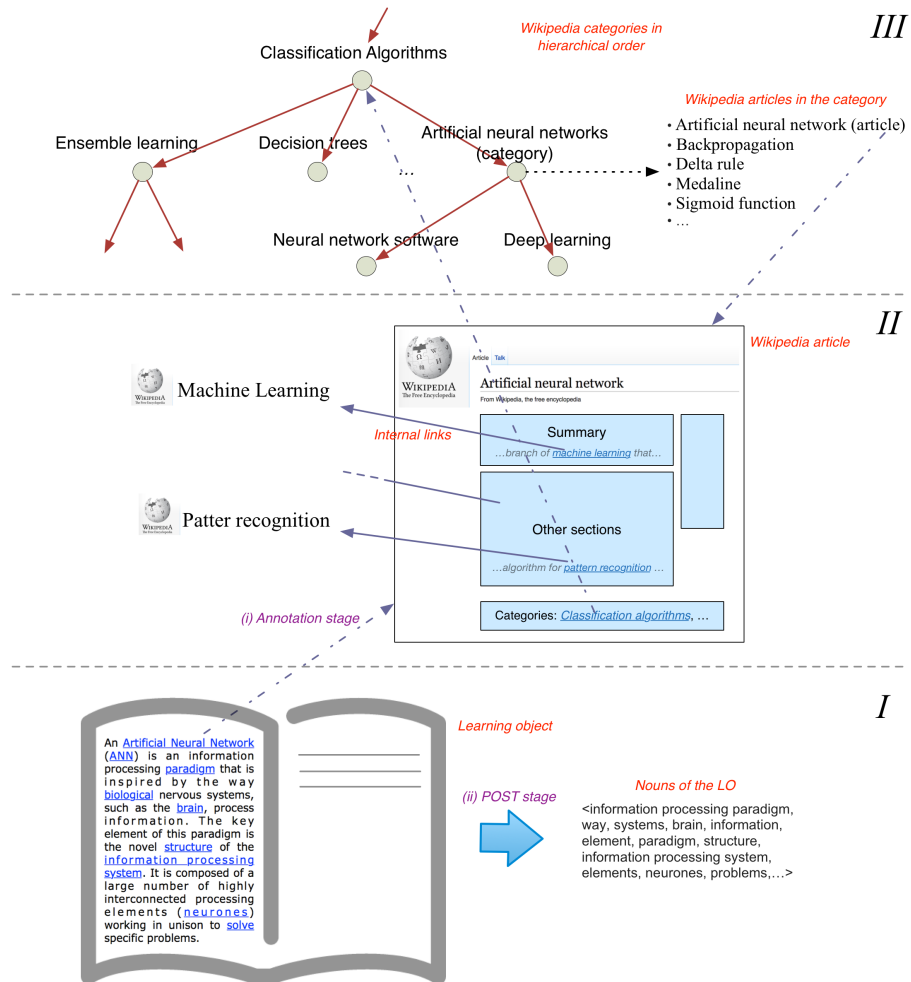 Wikipedia categories in
hierarchical order
III
Classification Algorithms
Wikipedia articles in the category
Ensemble learning
Decision trees
Artificial neural networks
(category)
...
• Artificial neural network (article)
• Backpropagation
• Delta rule
• Medaline
• Sigmoid function
• ...
Neural network software
Deep learning
II
Wikipedia article
WIKIPEDIA
The Free Encyclopedia
Article Talk
Artificial neural network
From Wikipedia, the free encyclopedia
WIKIPEDIA
The Free Encyclopedia
Machine Learning
Internal links
Summary
...branch of machine learning that...
WIKIPEDIA
The Free Encyclopedia
Patter recognition
Other sections
...algorithm for pattern recognition ...
Categories: Classification algorithms, ...
(i) Annotation stage
I
Learning object
An Artificial Neural Network
(ANN) is an information
processing paradigm that is
inspired by the way
biological nervous systems,
such as the brain, process
information. The key
element of this paradigm is
the novel structure of the
information processing
system. It is composed of a
large number of highly
interconnected processing
elements (neurones)
working in unison to solve
specific problems.
(ii) POST stage
Nouns of the LO
<information processing paradigm,
way, systems, brain, information,
element, paradigm, structure,
information processing system,
elements, neurones, problems,...>